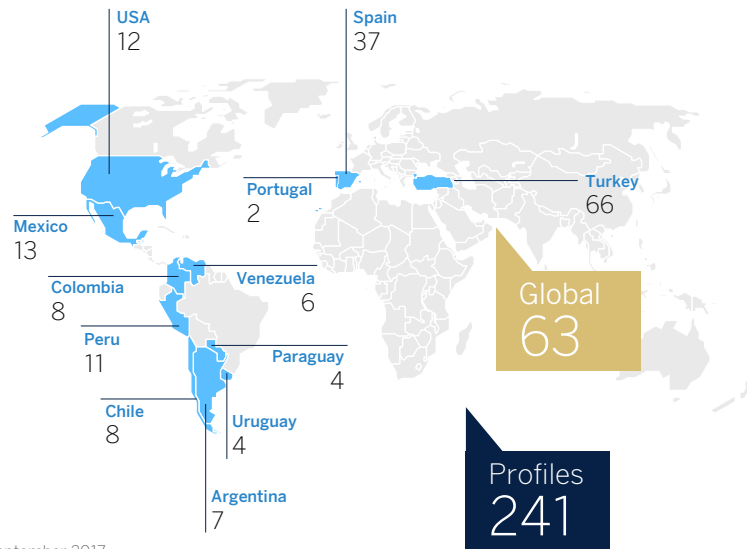 USA
12
Spain
37
Portugal
2
Turkey
66
Mexico
13
Colombia
8
Venezuela
6
Global
63
Peru
11
Paraguay
4
Chile
8
Uruguay
4
Argentina
7
Profiles
241
2017